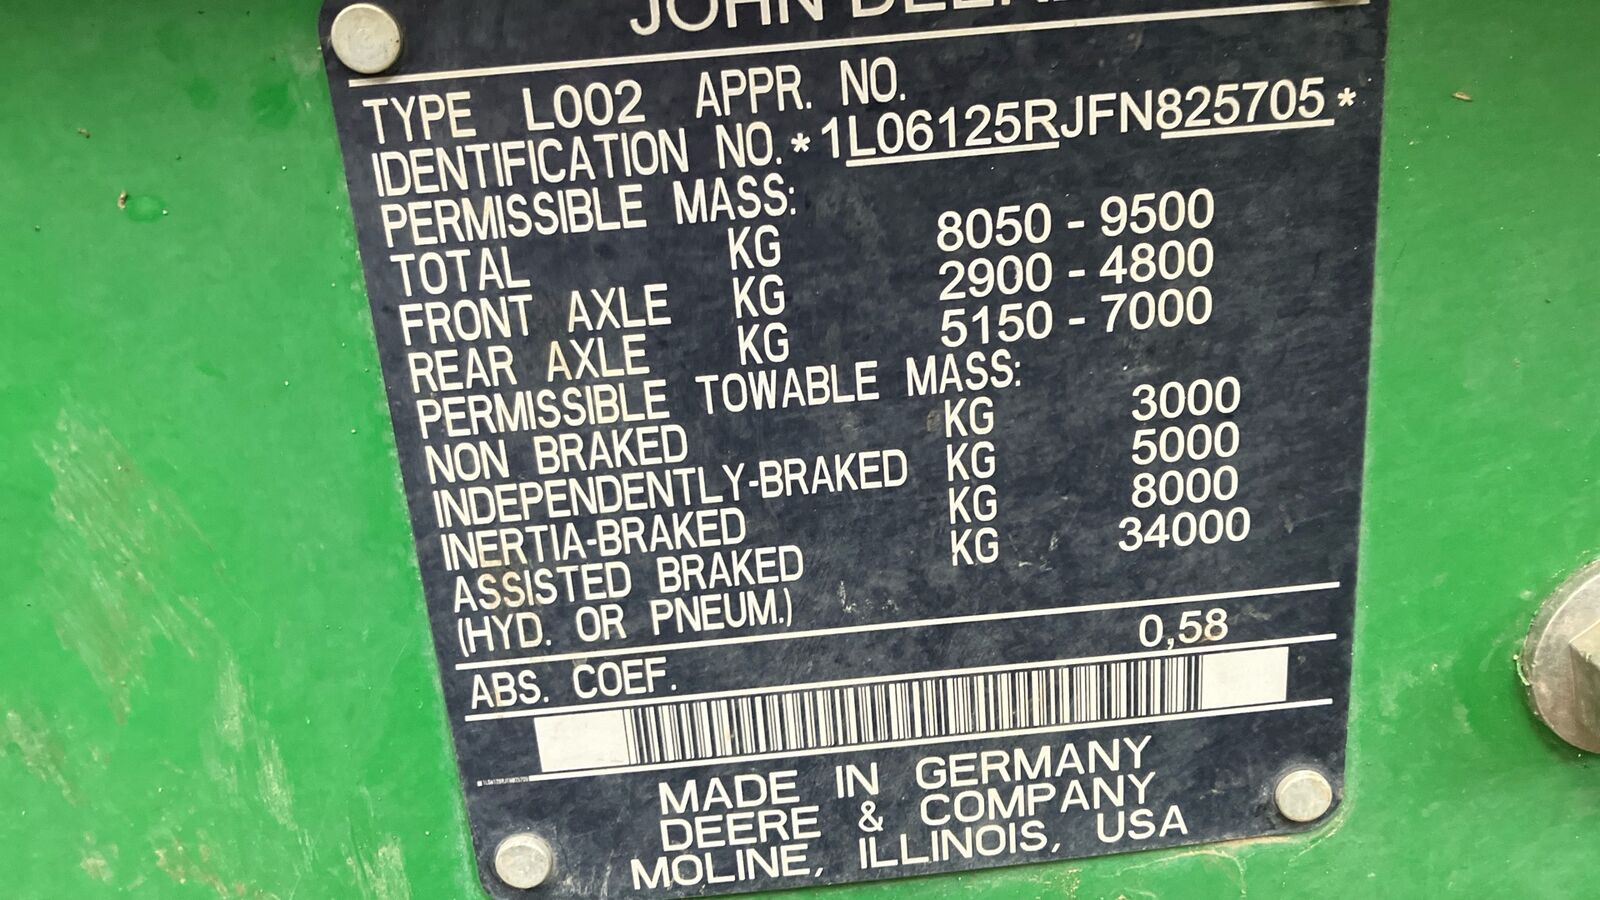 JOHN DEERE
TYPE L002 APPR. NO.
IDENTIFICATION NO. *1L06125RJFN825705*
PERMISSIBLE MASS:
TOTAL KG 8050 - 9500
FRONT AXLE KG 2900 - 4800
REAR AXLE KG 5150 - 7000
PERMISSIBLE TOWABLE MASS:
NON BRAKED KG 3000
INDEPENDENTLY-BRAKED KG 5000
INERTIA-BRAKED KG 8000
ASSISTED BRAKED KG 34000
(HYD. OR PNEUM.)
ABS. COEF. 0,58
MADE IN GERMANY
DEERE & COMPANY
MOLINE, ILLINOIS, USA